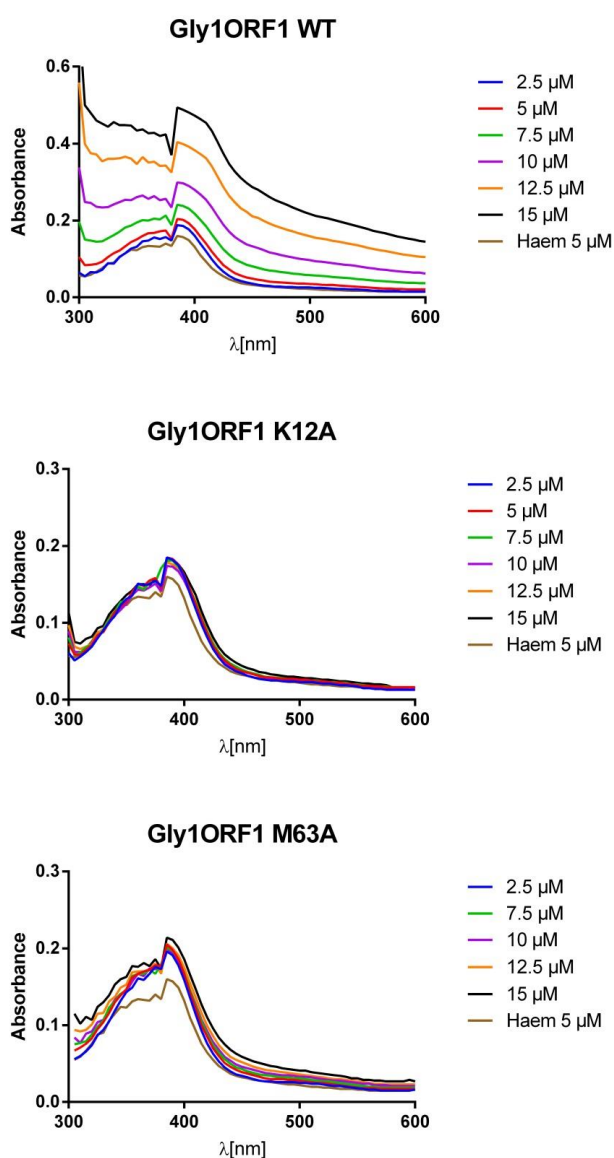 Gly1ORF1 WT
0.6
0.4
0.2
0.0
Absorbance
300
400
500
600
λ[nm]
2.5 µM
5 µM
7.5 µM
10 µM
12.5 µM
15 µM
Haem 5 µM
Gly1ORF1 K12A
0.3
0.2
0.1
0.0
Absorbance
300
400
500
600
λ[nm]
2.5 µM
5 µM
7.5 µM
10 µM
12.5 µM
15 µM
Haem 5 µM
Gly1ORF1 M63A
0.3
0.2
0.1
0.0
Absorbance
300
400
500
600
λ[nm]
2.5 µM
7.5 µM
10 µM
12.5 µM
15 µM
Haem 5 µM